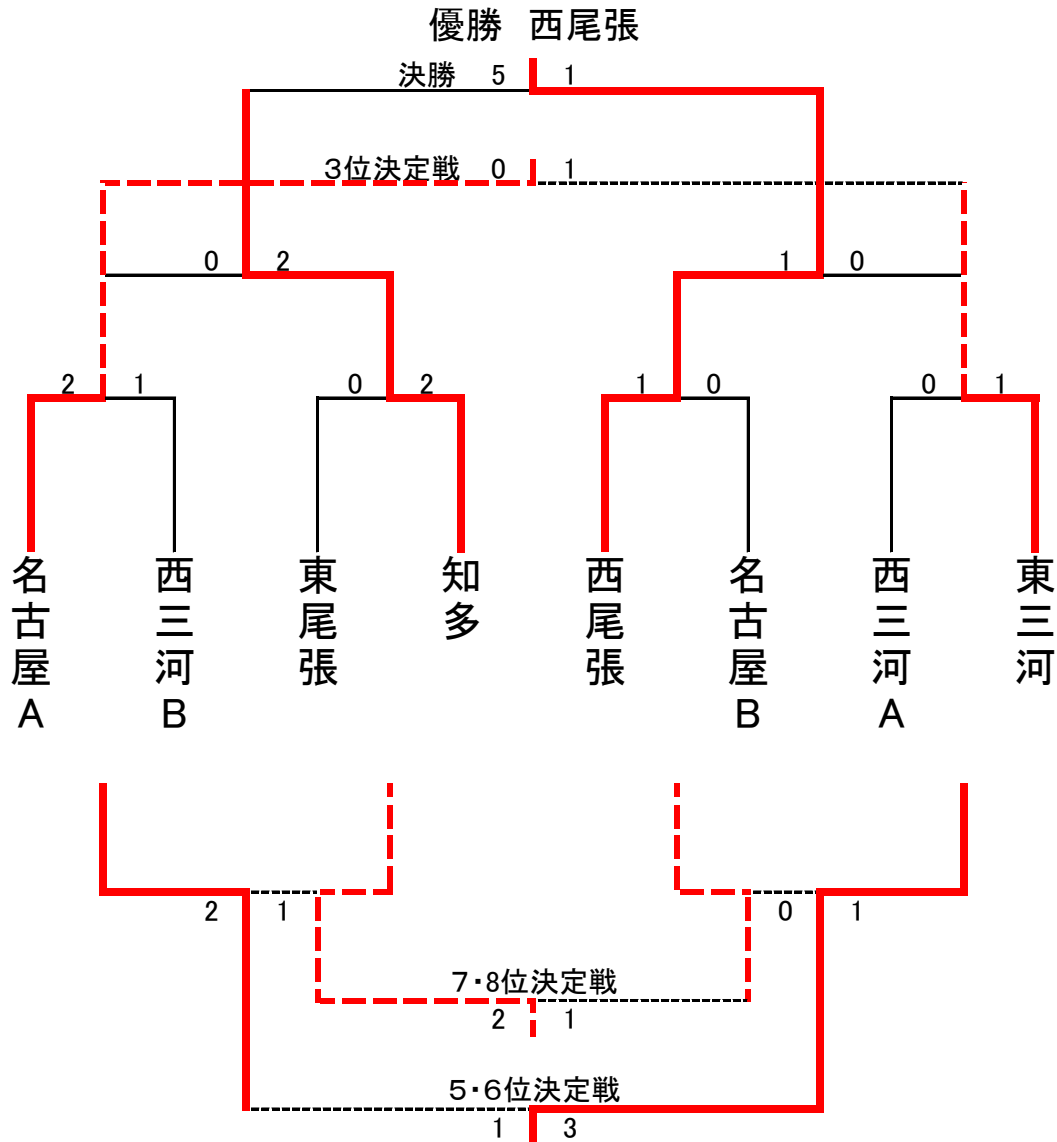 優勝　西尾張
決勝　5　1
３位決定戦　0　1
0　2　1　0
2　1　0　2　1　0　0　1
名古屋Ａ
西三河Ｂ
東尾張
知多
西尾張
名古屋Ｂ
西三河Ａ
東三河
2　1　0　1
７・８位決定戦
2　1
５・６位決定戦
1　3